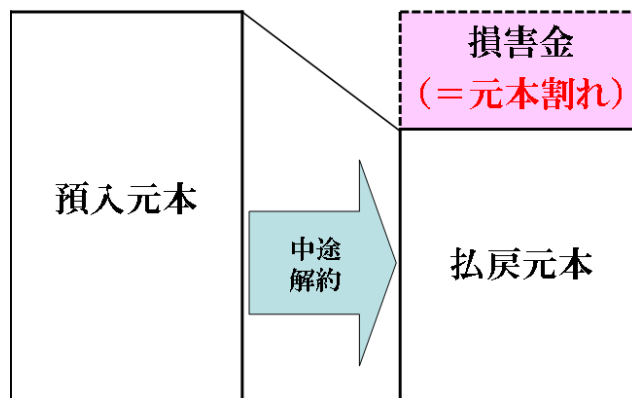 損害金
（＝元本割れ）
預入元本
中途
解約
払戻元本